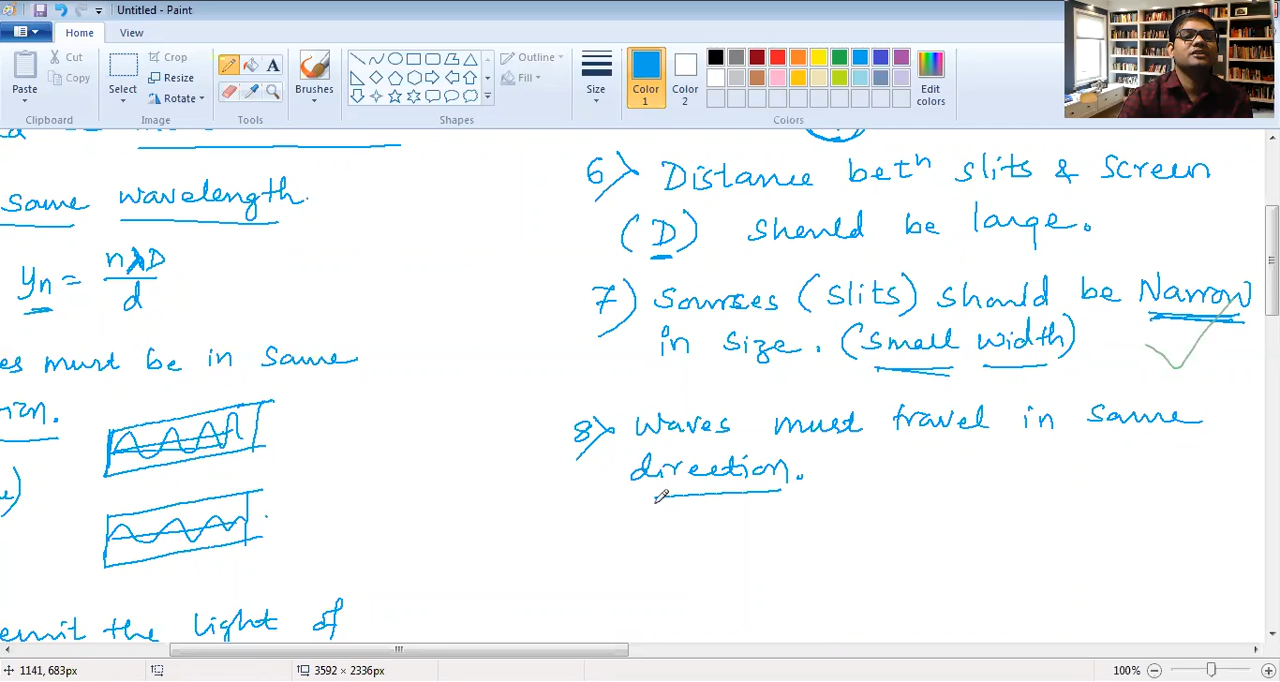 Untitled - Paint
Home
View
Paste
Cut
Copy
Clipboard
Select
Crop
Resize
Rotate
Image
Tools
Brushes
Shapes
Outline
Fill
Size
Color 1
Color 2
Edit colors
Colors
same wavelength.
yn = nλD
d
es must be in same
tion.
emit the light of
6) Distance betn slits & screen
(D) should be large.
7) Sources (slits) should be Narrow
in size. (small width)
8) Waves must travel in same
direction.
1141, 683px
3592 × 2336px
100%